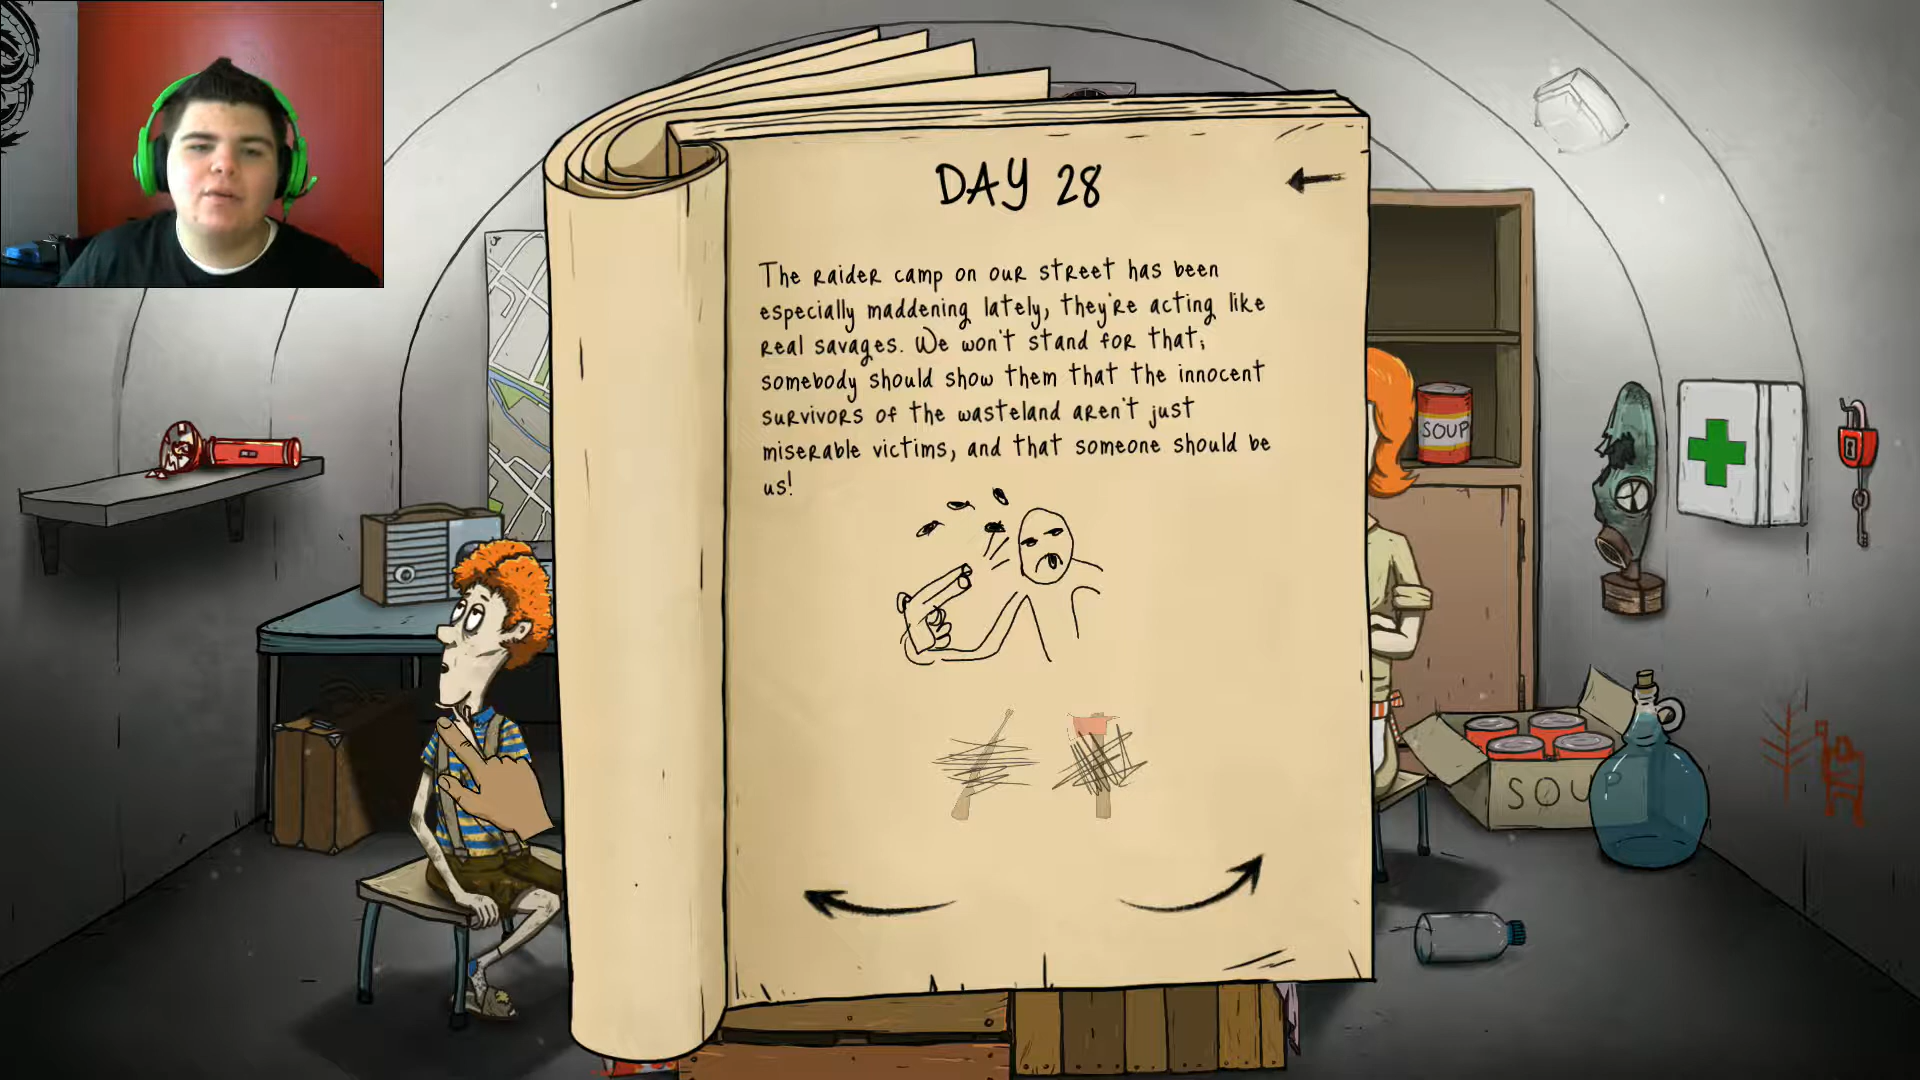 DAY 28
The raider camp on our street has been
especially maddening lately, they're acting like
real savages. We won't stand for that;
somebody should show them that the innocent
survivors of the wasteland aren't just
miserable victims, and that someone should be
us!
SOUP
SOU